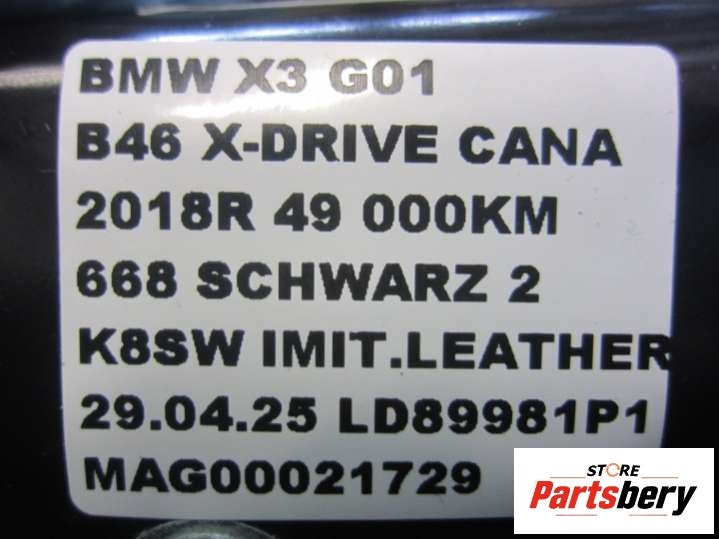 BMW X3 G01
B46 X-DRIVE CANA
2018R 49 000KM
668 SCHWARZ 2
K8SW IMIT.LEATHER
29.04.25 LD89981P1
MAG00021729
STORE
Partsbery